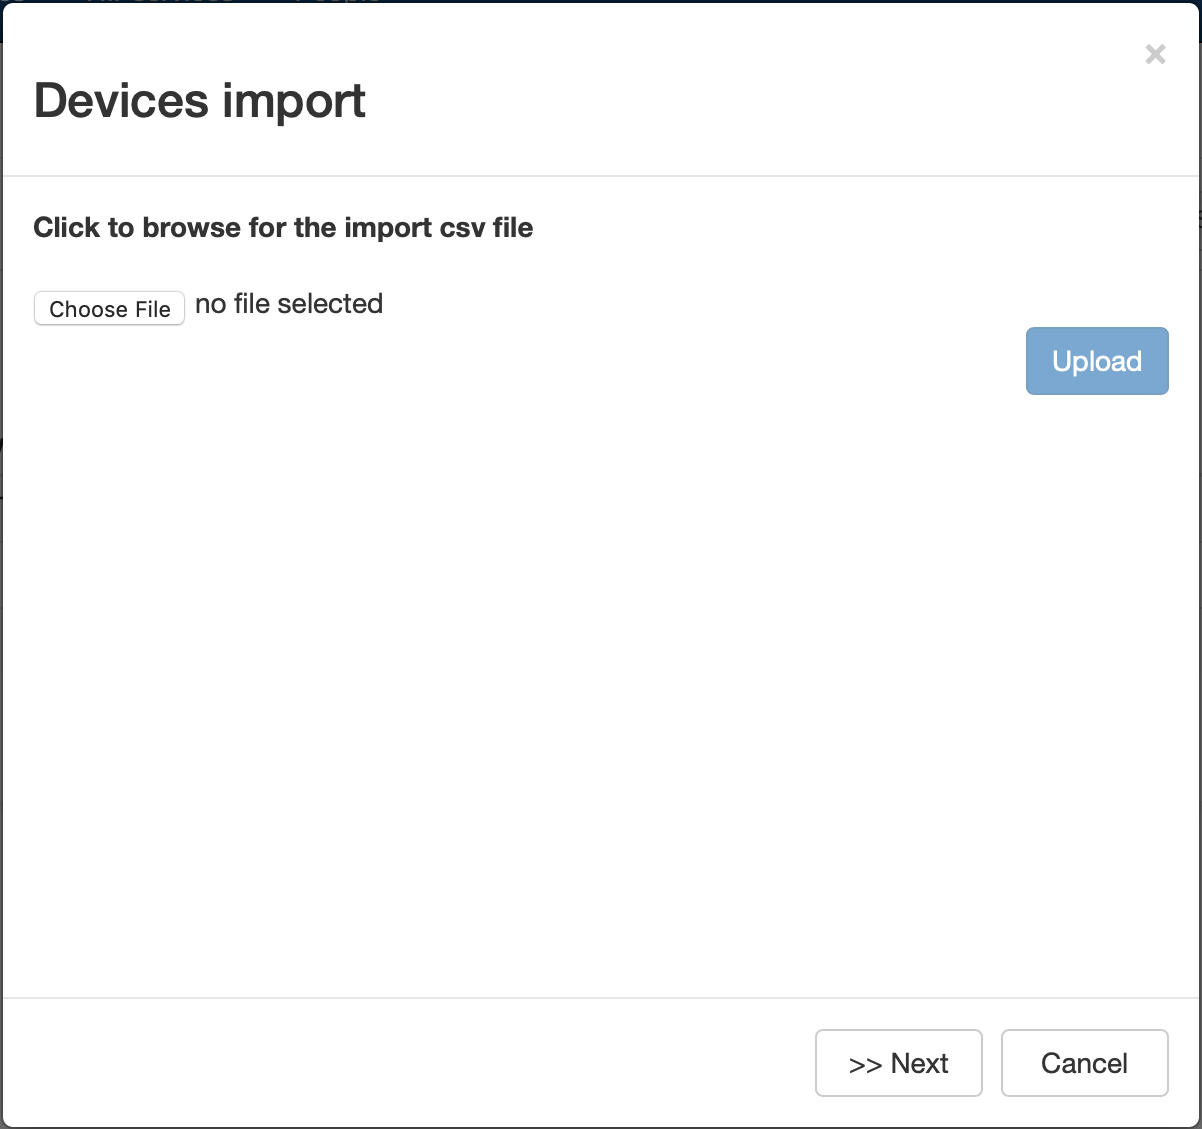 ×
Devices import
Click to browse for the import csv file
Choose File no file selected
Upload
>> Next
Cancel